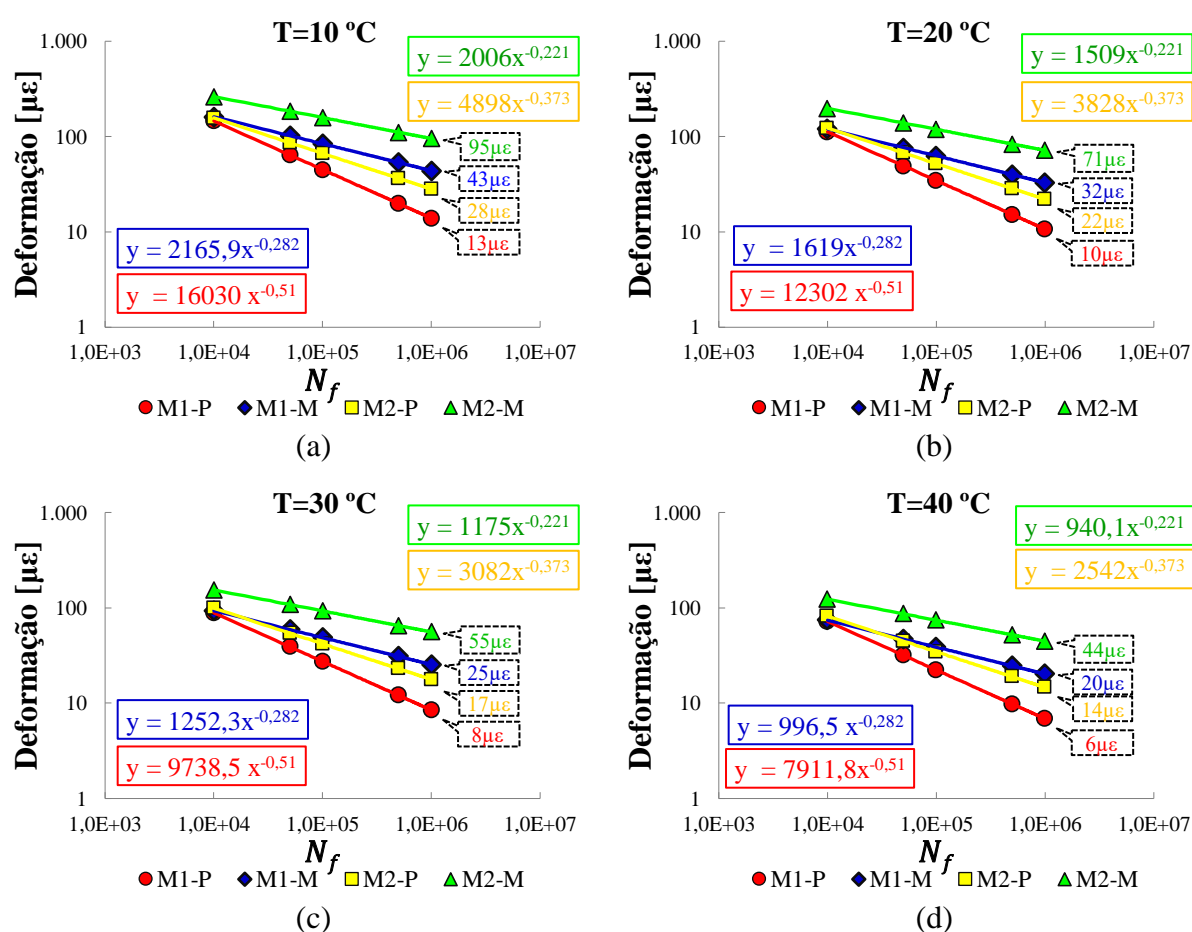 T=10 ºC
Deformação [µε]
1.000
100
10
1
y = 2006x-0,221
y = 4898x-0,373
95µε
43µε
28µε
13µε
y = 2165,9x-0,282
y = 16030 x-0,51
1,0E+03 1,0E+04 1,0E+05 1,0E+06 1,0E+07
Nf
M1-P M1-M M2-P M2-M
(a)
T=20 ºC
Deformação [µε]
1.000
100
10
1
y = 1509x-0,221
y = 3828x-0,373
71µε
32µε
22µε
10µε
y = 1619x-0,282
y = 12302 x-0,51
1,0E+03 1,0E+04 1,0E+05 1,0E+06 1,0E+07
Nf
M1-P M1-M M2-P M2-M
(b)
T=30 ºC
Deformação [µε]
1.000
100
10
1
y = 1175x-0,221
y = 3082x-0,373
55µε
25µε
17µε
8µε
y = 1252,3x-0,282
y = 9738,5 x-0,51
1,0E+03 1,0E+04 1,0E+05 1,0E+06 1,0E+07
Nf
M1-P M1-M M2-P M2-M
(c)
T=40 ºC
Deformação [µε]
1.000
100
10
1
y = 940,1x-0,221
y = 2542x-0,373
44µε
20µε
14µε
6µε
y = 996,5 x-0,282
y = 7911,8x-0,51
1,0E+03 1,0E+04 1,0E+05 1,0E+06 1,0E+07
Nf
M1-P M1-M M2-P M2-M
(d)